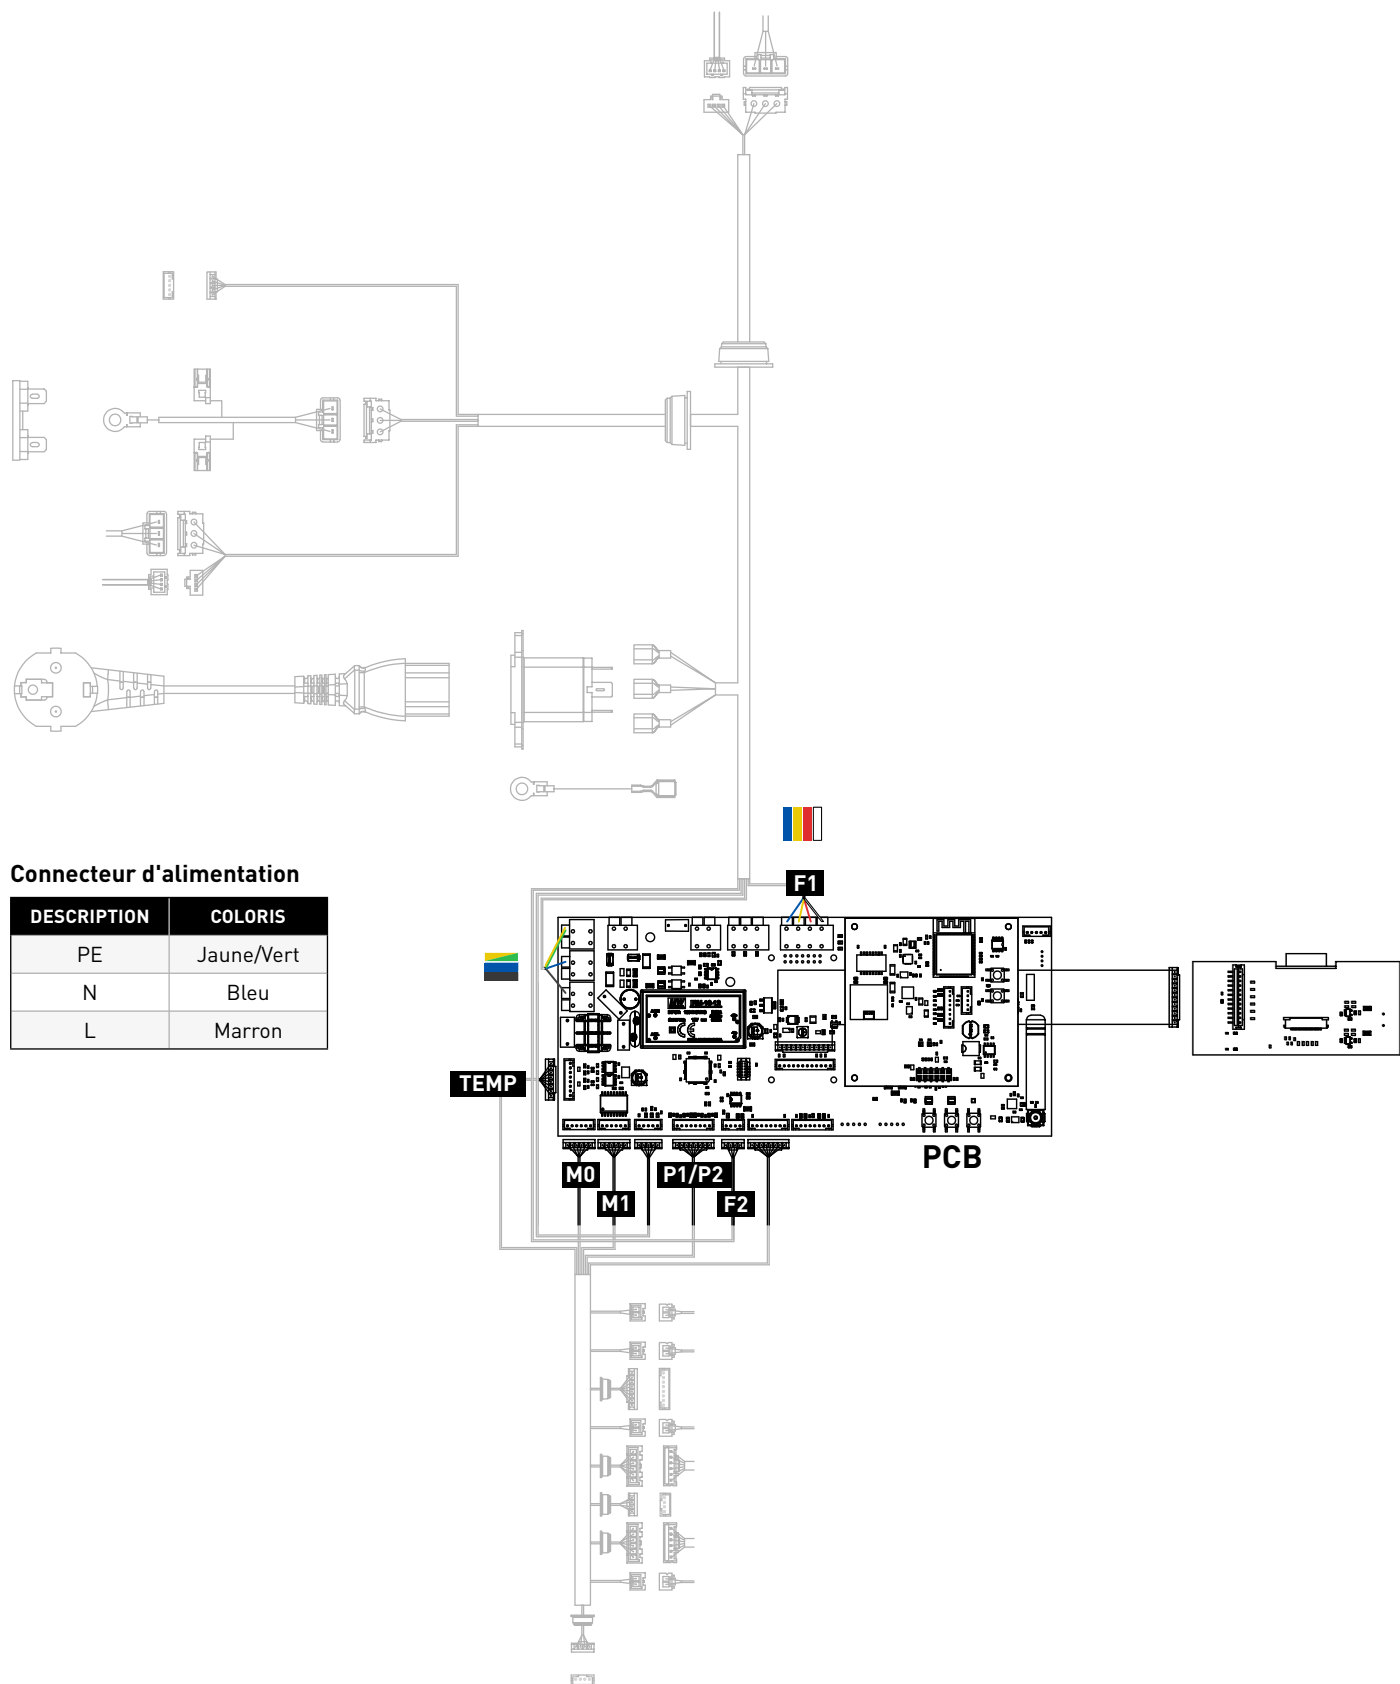 F1
Connecteur d'alimentation
DESCRIPTION COLORIS
PE Jaune/Vert
N Bleu
L Marron
TEMP
PCB
M0
P1/P2
M1
F2